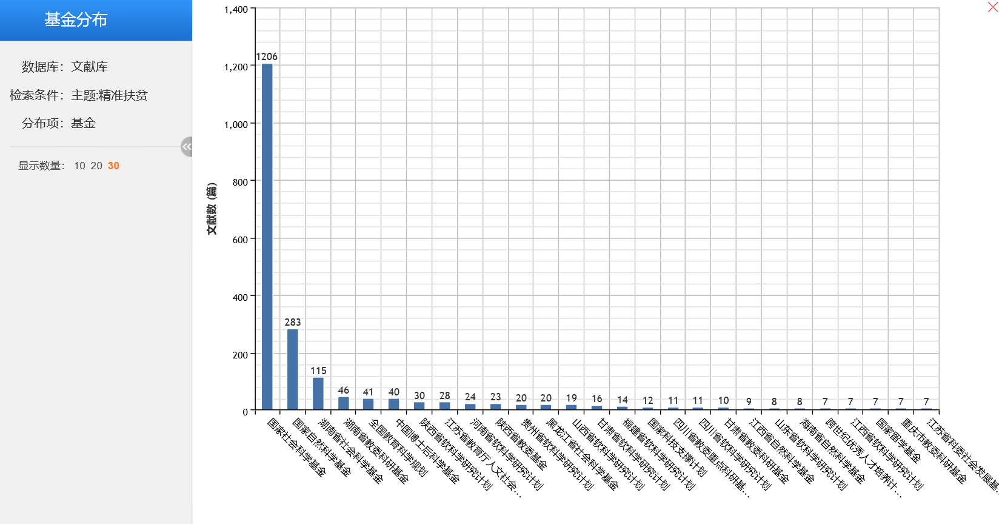 基金分布
数据库：文献库
检索条件：主题:精准扶贫
分布项：基金
显示数量： 10 20 30
文献数 (篇)
1,400
1,200
1,000
800
600
400
200
0
1206
283
115
46
41
40
30
28
24
23
20
20
19
16
14
12
11
11
10
9
8
8
7
7
7
7
7
国家社会科学基金
国家自然科学基金
湖南省社会科学基金
湖南省教委科研基金
全国教育科学规划
中国博士后科学基金
陕西省软科学研究计划
江苏省教育厅人文社会…
河南省软科学研究计划
陕西省教委基金
贵州省软科学研究计划
黑龙江省社会科学基金
山西省软科学研究计划
甘肃省软科学研究计划
福建省软科学研究计划
国家科技支撑计划
四川省教委重点科研基…
四川省软科学研究计划
甘肃省教委科研基金
江西省自然科学基金
山东省软科学研究计划
海南省自然科学基金
跨世纪优秀人才培养计…
江西省软科学研究计划
国家留学基金
重庆市教委科研基金
江苏省科委社会发展基…